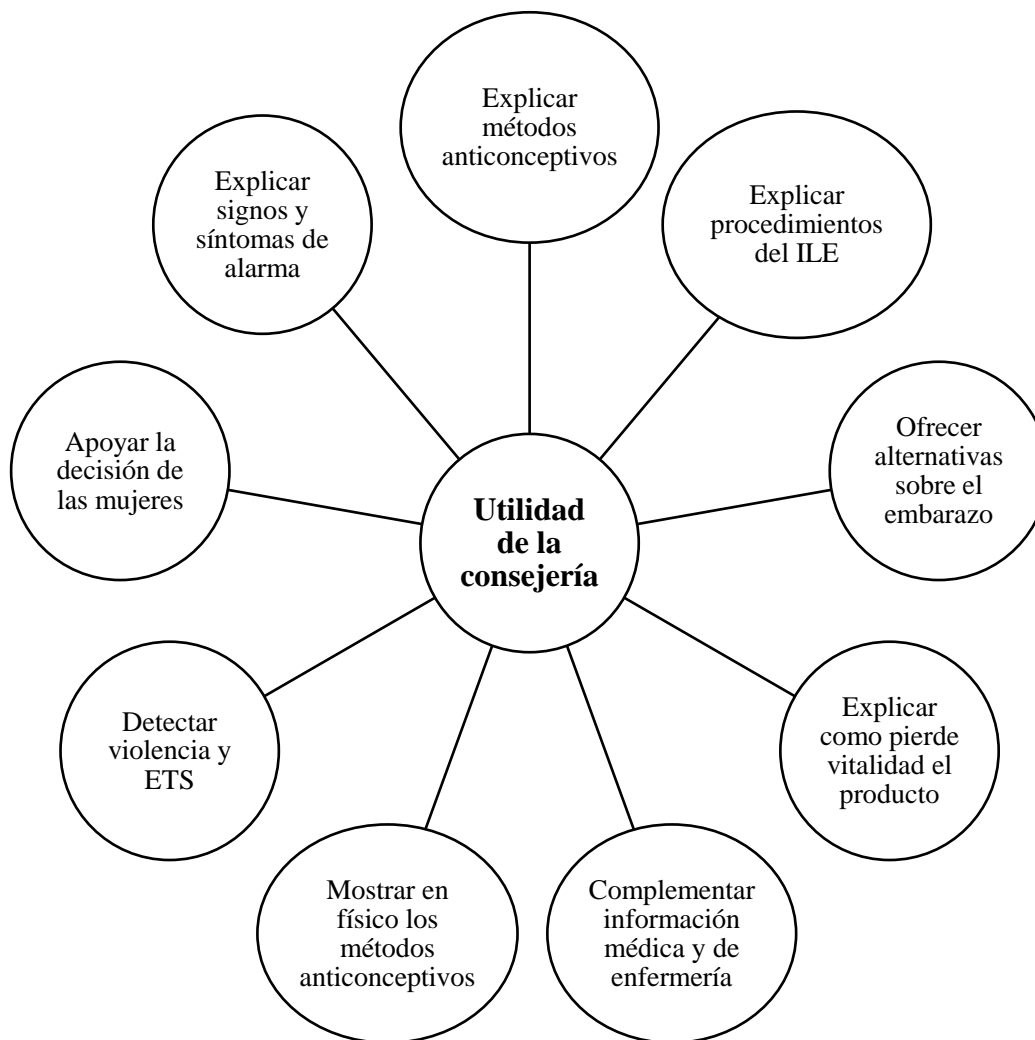 Explicar
métodos
anticonceptivos
Explicar
procedimientos
del ILE
Ofrecer
alternativas
sobre el
embarazo
Explicar
como pierde
vitalidad el
producto
Complementar
información
médica y de
enfermería
Mostrar en
físico los
métodos
anticonceptivos
Detectar
violencia y
ETS
Apoyar la
decisión de
las mujeres
Explicar
signos y
síntomas de
alarma
Utilidad
de la
consejería